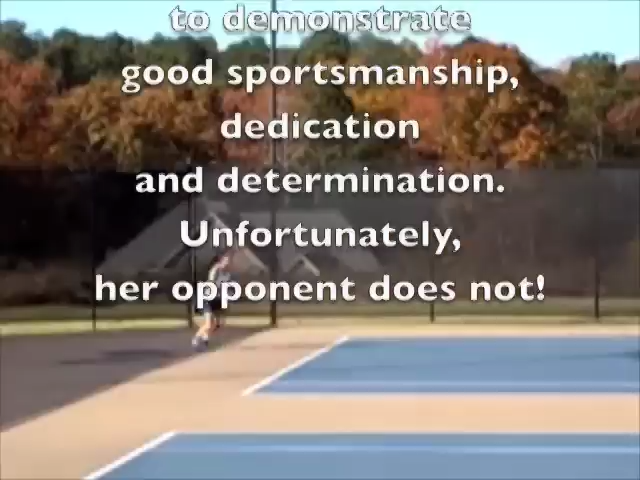 to demonstrate
good sportsmanship,
dedication
and determination.
Unfortunately,
her opponent does not!